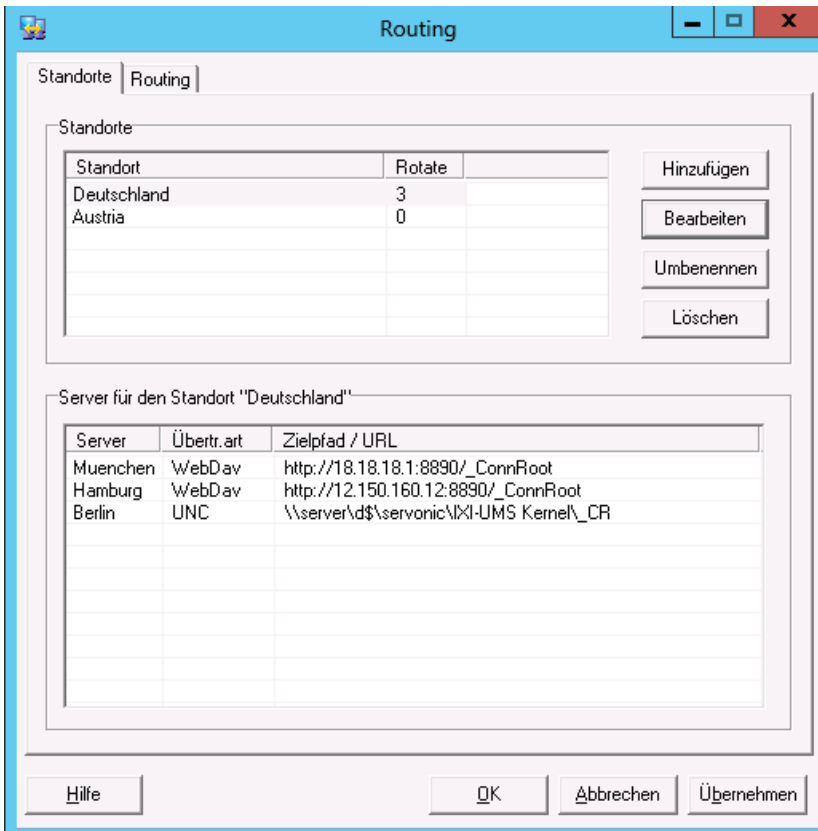 Routing
Standorte Routing
Standorte
Standort Rotate
Deutschland 3
Austria 0
Hinzufügen
Bearbeiten
Umbenennen
Löschen
Server für den Standort "Deutschland"
Server Übertr.art Zielpfad / URL
Muenchen WebDav http://18.18.18.1:8890/_ConnRoot
Hamburg WebDav http://12.150.160.12:8890/_ConnRoot
Berlin UNC \\server\d$\servonic\IXI-UMS Kernel\_CR
Hilfe OK Abbrechen Übernehmen